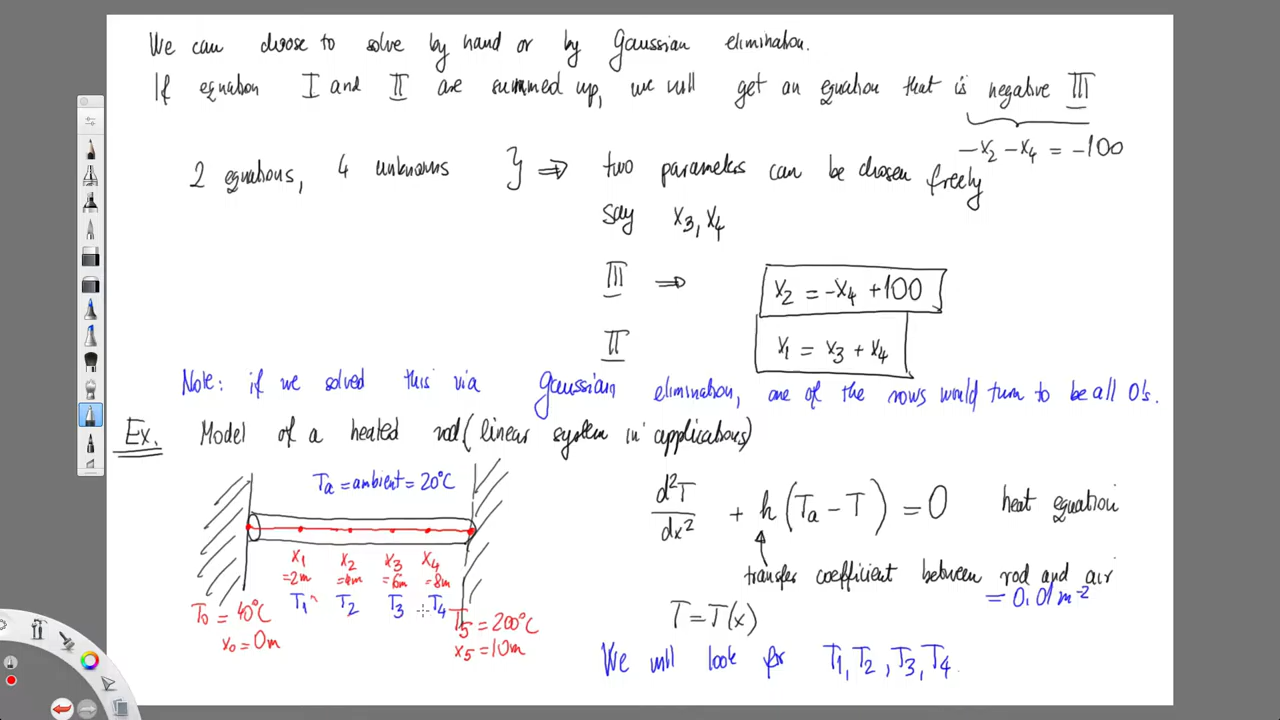 We can choose to solve by hand or by Gaussian elimination.
If equation I and II are summed up, we will get an equation that is negative III
-x2 - x4 = -100
2 equations, 4 unknowns } ⇒ two parameters can be chosen freely
say x3, x4
III ⇒ x2 = -x4 + 100
II x1 = x3 + x4
Note: if we solved this via Gaussian elimination, one of the rows would turn to be all 0's.
Ex. Model of a heated rod (linear system in applications)
Ta = ambient = 20°C
d²T/dx² + h(Ta - T) = 0 heat equation
transfer coefficient between rod and air
= 0,01 m-2
x1 x2 x3 x4
=2m =4m =6m =8m
T1 T2 T3 T4
T0 = 40°C
x0 = 0m
T5 = 200°C
x5 = 10m
T = T(x)
We will look for T1, T2, T3, T4.